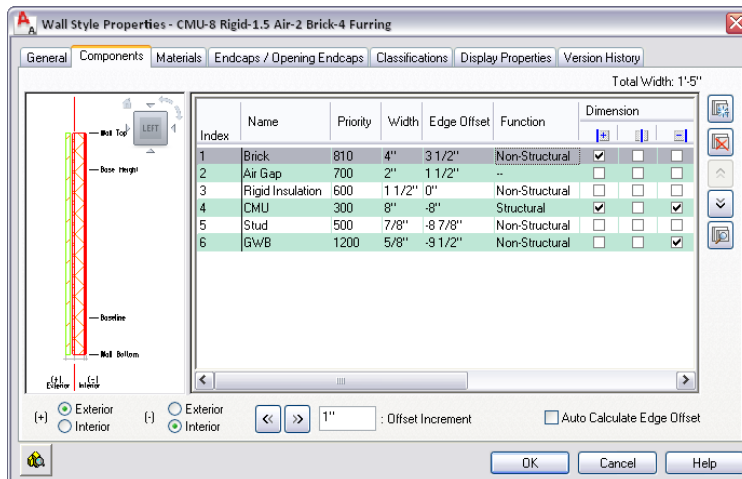 Wall Style Properties - CMU-8 Rigid-1.5 Air-2 Brick-4 Furring
General Components Materials Endcaps / Opening Endcaps Classifications Display Properties Version History
Total Width: 1'-5"
Index Name Priority Width Edge Offset Function Dimension
1 Brick 810 4" 3 1/2" Non-Structural
2 Air Gap 700 2" 1 1/2" --
3 Rigid Insulation 600 1 1/2" 0" Non-Structural
4 CMU 300 8" -8" Structural
5 Stud 500 7/8" -8 7/8" Non-Structural
6 GWB 1200 5/8" -9 1/2" Non-Structural
LEFT
Wall Top
Base Height
Baseline
Wall Bottom
(+) (-)
Exterior Interior
(+) Exterior Interior (-) Exterior Interior << >> 1" : Offset Increment Auto Calculate Edge Offset
OK Cancel Help